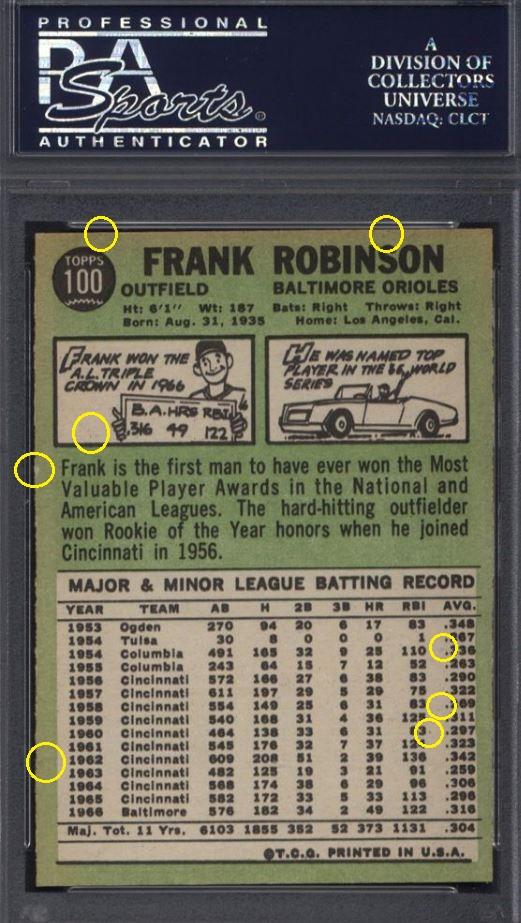 PROFESSIONAL
PSA
Sports
AUTHENTICATOR
A
DIVISION OF
COLLECTORS
UNIVERSE
NASDAQ: CLCT
TOPPS
100
FRANK ROBINSON
OUTFIELD BALTIMORE ORIOLES
Ht: 6'1" Wt: 187 Bats: Right Throws: Right
Born: Aug. 31, 1935 Home: Los Angeles, Cal.
FRANK WON THE
A.L. TRIPLE
CROWN IN 1966
B.A. HRS RBI
.316 49 122
HE WAS NAMED TOP
PLAYER IN THE '66 WORLD
SERIES
Frank is the first man to have ever won the Most
Valuable Player Awards in the National and
American Leagues. The hard-hitting outfielder
won Rookie of the Year honors when he joined
Cincinnati in 1956.
MAJOR & MINOR LEAGUE BATTING RECORD
YEAR TEAM AB H 2B 3B HR RBI AVG.
1953 Ogden 270 94 20 6 17 83 .348
1954 Tulsa 30 8 0 0 0 1 .267
1954 Columbia 491 165 32 9 25 110 .336
1955 Columbia 243 64 15 7 12 52 .263
1956 Cincinnati 572 166 27 6 38 83 .290
1957 Cincinnati 611 197 29 5 29 75 .322
1958 Cincinnati 554 149 25 6 31 83 .269
1959 Cincinnati 540 168 31 4 36 .311
1960 Cincinnati 464 138 33 6 31 .297
1961 Cincinnati 545 176 32 7 37 .323
1962 Cincinnati 609 208 51 2 39 136 .342
1963 Cincinnati 482 125 19 3 21 91 .259
1964 Cincinnati 568 174 38 6 29 96 .306
1965 Cincinnati 582 172 33 5 33 113 .296
1966 Baltimore 576 182 34 2 49 122 .316
Maj. Tot. 11 Yrs. 6103 1855 352 52 373 1131 .304
©T.C.G. PRINTED IN U.S.A.